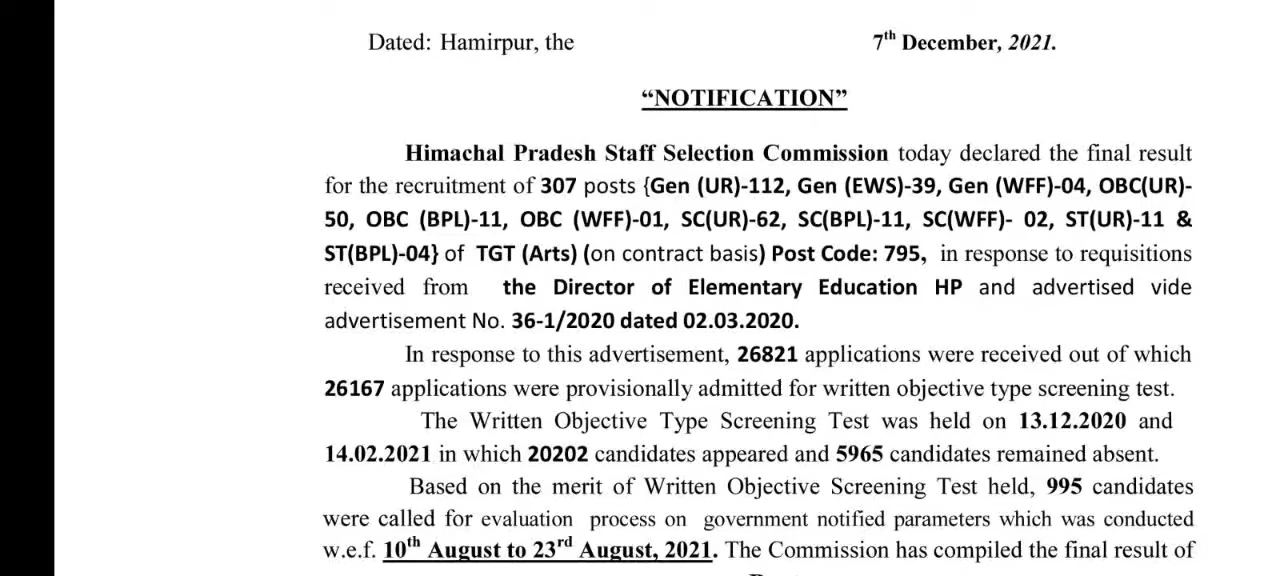 Dated: Hamirpur, the 7th December, 2021.
“NOTIFICATION”
Himachal Pradesh Staff Selection Commission today declared the final result
for the recruitment of 307 posts {Gen (UR)-112, Gen (EWS)-39, Gen (WFF)-04, OBC(UR)-
50, OBC (BPL)-11, OBC (WFF)-01, SC(UR)-62, SC(BPL)-11, SC(WFF)- 02, ST(UR)-11 &
ST(BPL)-04} of TGT (Arts) (on contract basis) Post Code: 795, in response to requisitions
received from the Director of Elementary Education HP and advertised vide
advertisement No. 36-1/2020 dated 02.03.2020.
In response to this advertisement, 26821 applications were received out of which
26167 applications were provisionally admitted for written objective type screening test.
The Written Objective Type Screening Test was held on 13.12.2020 and
14.02.2021 in which 20202 candidates appeared and 5965 candidates remained absent.
Based on the merit of Written Objective Screening Test held, 995 candidates
were called for evaluation process on government notified parameters which was conducted
w.e.f. 10th August to 23rd August, 2021. The Commission has compiled the final result of